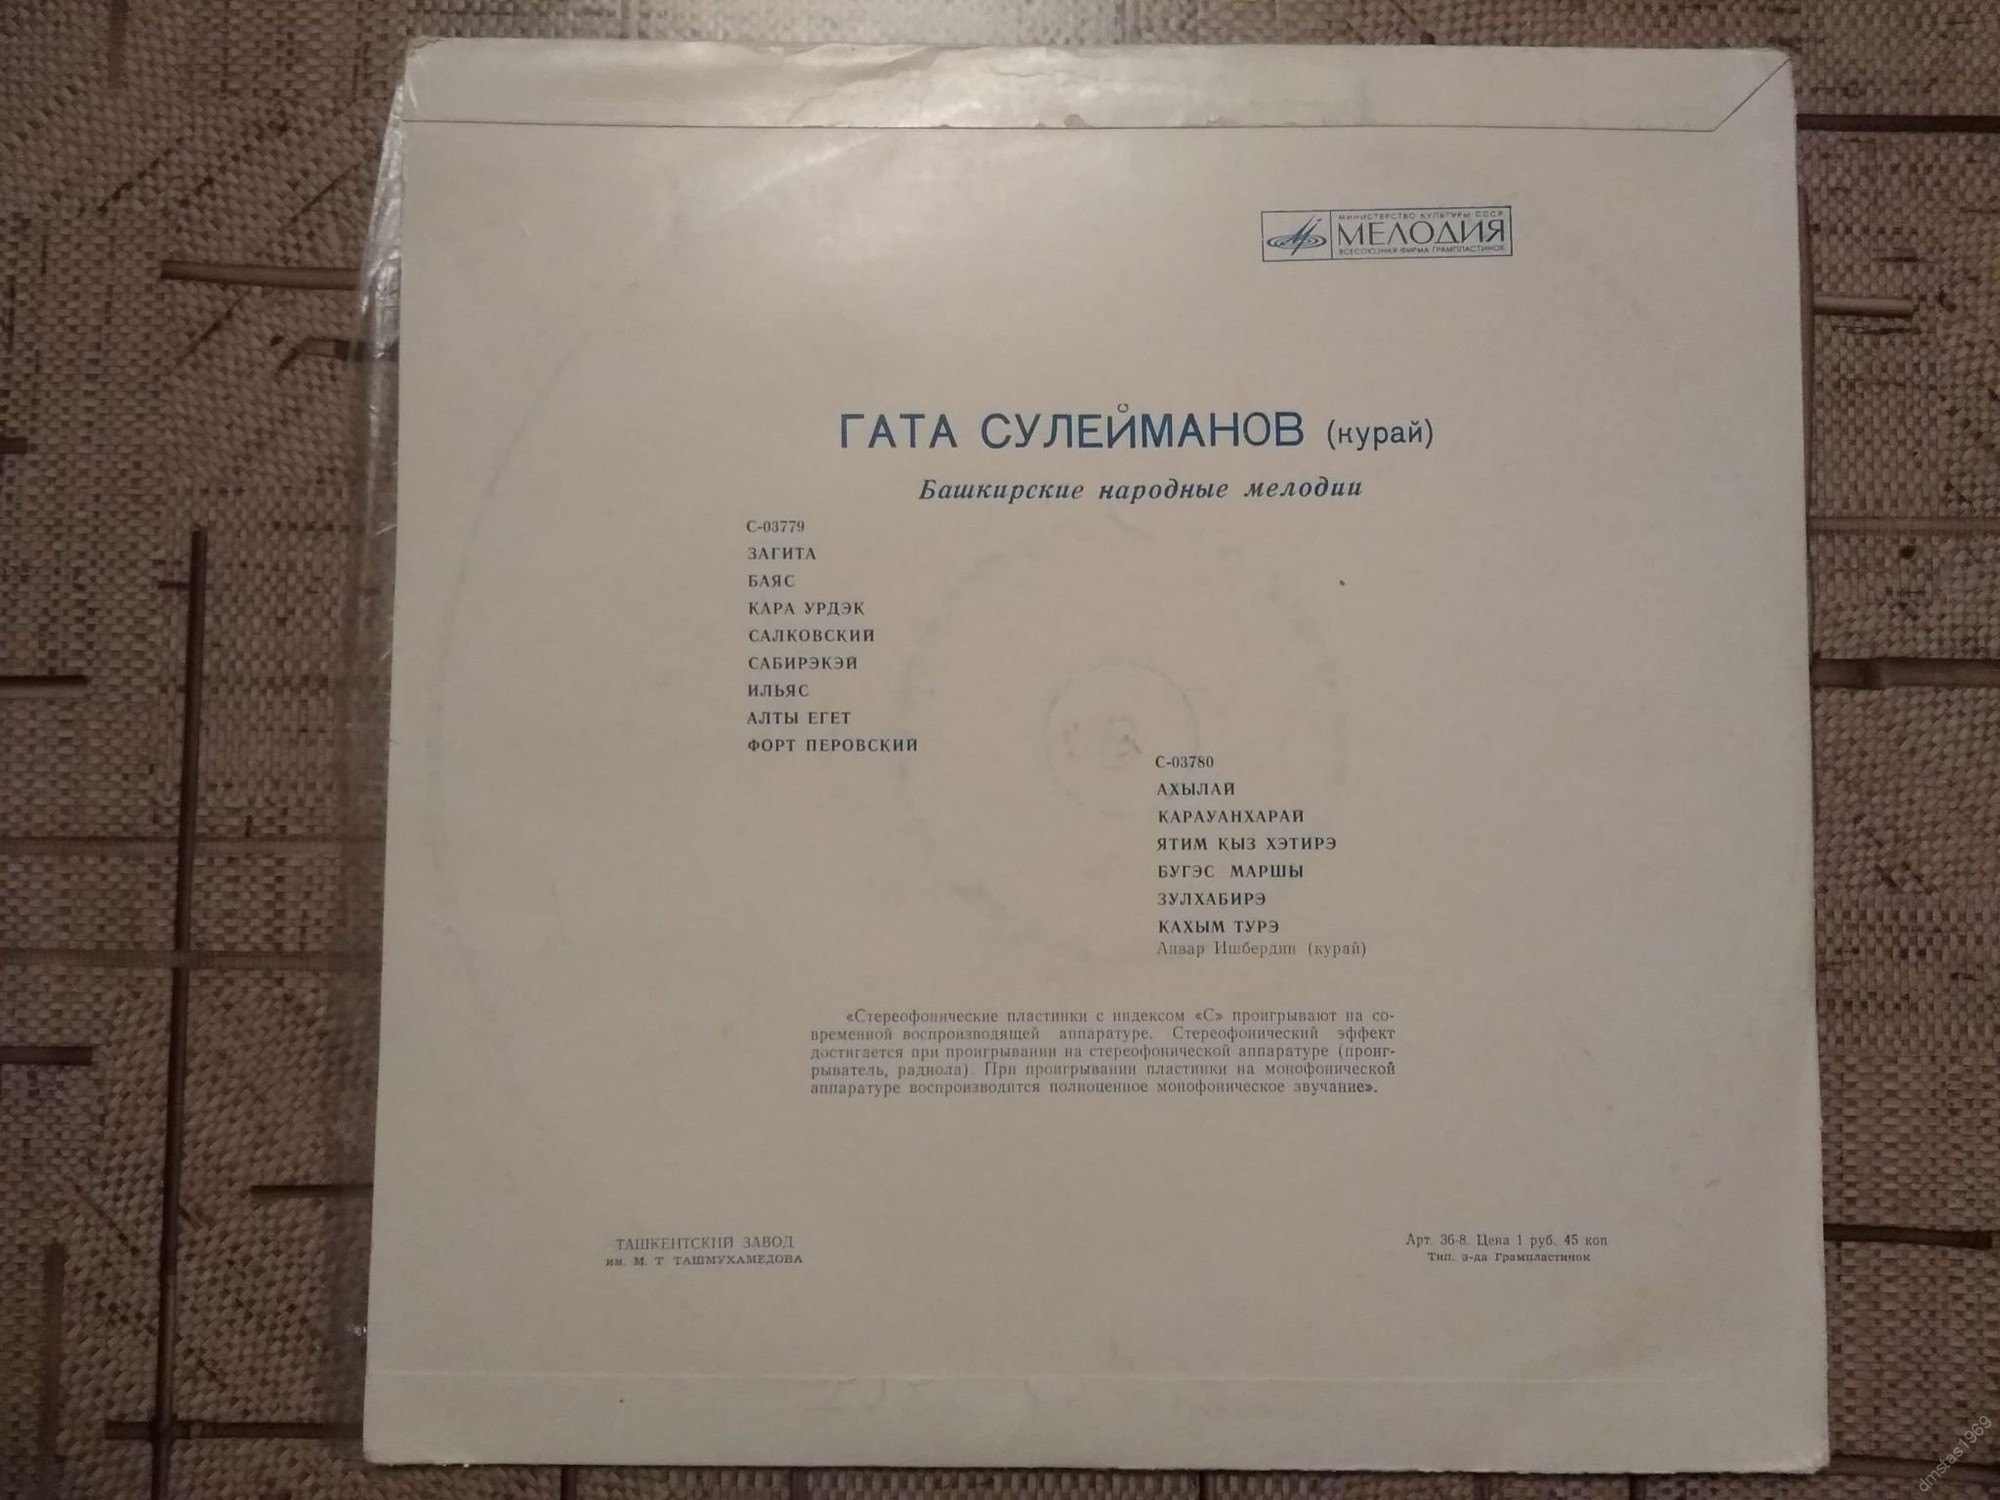 МИНИСТЕРСТВО КУЛЬТУРЫ СССР
МЕЛОДИЯ
ВСЕСОЮЗНАЯ ФИРМА ГРАМПЛАСТИНОК
ГАТА СУЛЕЙМАНОВ (курай)
Башкирские народные мелодии
С-03779
ЗАГИТА
БАЯС
КАРА УРДЭК
САЛКОВСКИЙ
САБИРЭКЭЙ
ИЛЬЯС
АЛТЫ ЕГЕТ
ФОРТ ПЕРОВСКИЙ
С-03780
АХЫЛАЙ
КАРАУАНХАРАЙ
ЯТИМ КЫЗ ХЭТИРЭ
БУГЭС МАРШЫ
ЗУЛХАБИРЭ
КАХЫМ ТУРЭ
Анвар Ишбердин (курай)
«Стереофонические пластинки с индексом «С» проигрывают на со-
временной воспроизводящей аппаратуре. Стереофонический эффект
достигается при проигрывании на стереофонической аппаратуре (проиг-
рыватель, радиола). При проигрывании пластинки на монофонической
аппаратуре воспроизводится полноценное монофоническое звучание».
ТАШКЕНТСКИЙ ЗАВОД
им. М. Т ТАШМУХАМЕДОВА
Арт. 36-8. Цена 1 руб. 45 коп
Тип. з-да Грампластинок
dmstas1969